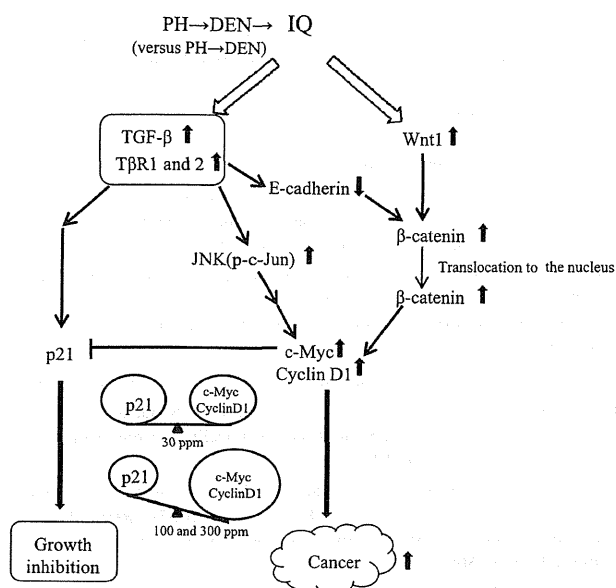 PH→DEN→ IQ
(versus PH→DEN)
TGF-β ⬆
TβR1 and 2 ⬆
Wnt1 ⬆
E-cadherin ⬇
β-catenin ⬆
JNK(p-c-Jun) ⬆
Translocation to the nucleus
β-catenin ⬆
p21
c-Myc ⬆
Cyclin D1 ⬆
p21
c-Myc
CyclinD1
30 ppm
p21
c-Myc
CyclinD1
100 and 300 ppm
Growth
inhibition
Cancer ⬆